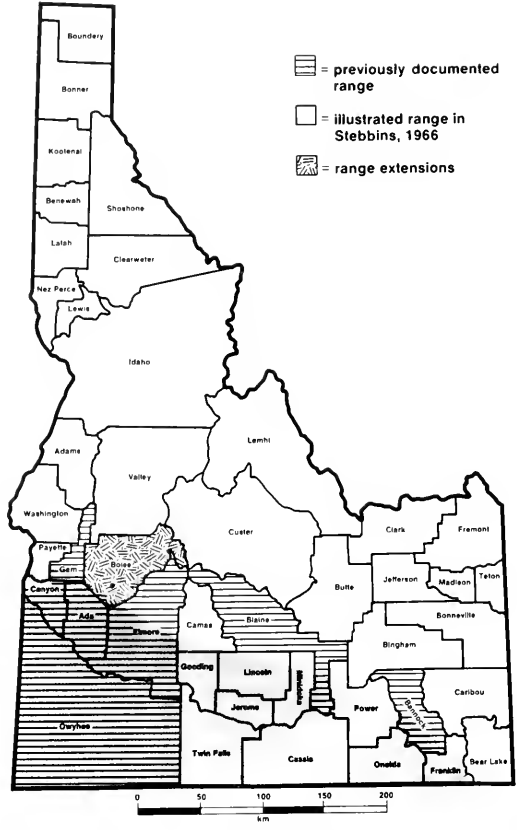 Boundery
Bonner
= previously documented
range
= illustrated range in
Stebbins, 1966
= range extensions
Kootenai
Benewah
Shoshone
Latah
Clearweter
Nez Perce
Lewis
Idaho
Lemhi
Adams
Valley
Washington
Custer
Clark
Fremont
Payette
Boise
Gem
Butte
Jefferson
Madison
Teton
Canyon
Ada
Elmore
Camas
Blaine
Bonneville
Bingham
Gooding
Lincoln
Minidoka
Jerome
Power
Bannock
Caribou
Owyhee
Twin Falls
Cassia
Oneida
Franklin
Bear Lake
0 50 100 150 200
km